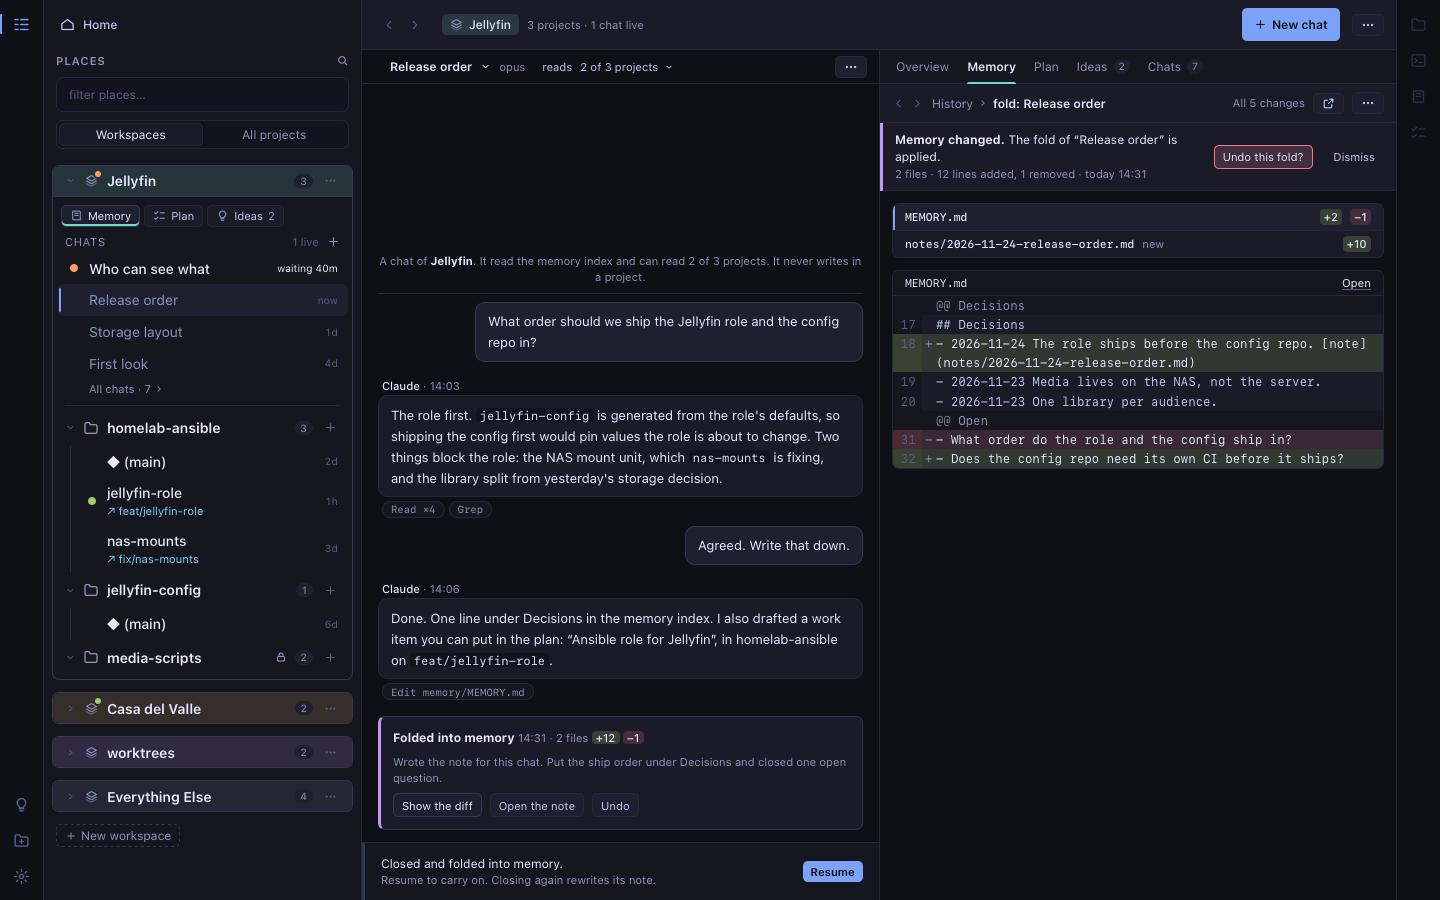 Home
PLACES
filter places...
Workspaces
All projects
Jellyfin
3
Memory
Plan
Ideas 2
CHATS
1 live
Who can see what
waiting 40m
Release order
now
Storage layout
1d
First look
4d
All chats · 7
homelab-ansible
3
(main)
2d
jellyfin-role
1h
feat/jellyfin-role
nas-mounts
3d
fix/nas-mounts
jellyfin-config
1
(main)
6d
media-scripts
2
Casa del Valle
2
worktrees
2
Everything Else
4
New workspace
Jellyfin
3 projects · 1 chat live
New chat
Release order
opus
reads 2 of 3 projects
A chat of Jellyfin. It read the memory index and can read 2 of 3 projects. It never writes in
a project.
What order should we ship the Jellyfin role and the config
repo in?
Claude · 14:03
The role first. jellyfin-config is generated from the role's defaults, so
shipping the config first would pin values the role is about to change. Two
things block the role: the NAS mount unit, which nas-mounts is fixing,
and the library split from yesterday's storage decision.
Read ×4
Grep
Agreed. Write that down.
Claude · 14:06
Done. One line under Decisions in the memory index. I also drafted a work
item you can put in the plan: “Ansible role for Jellyfin”, in homelab-ansible
on feat/jellyfin-role.
Edit memory/MEMORY.md
Folded into memory 14:31 · 2 files +12 −1
Wrote the note for this chat. Put the ship order under Decisions and closed one open
question.
Show the diff
Open the note
Undo
Closed and folded into memory.
Resume to carry on. Closing again rewrites its note.
Resume
Overview
Memory
Plan
Ideas 2
Chats 7
History › fold: Release order
All 5 changes
Memory changed. The fold of “Release order” is
applied.
2 files · 12 lines added, 1 removed · today 14:31
Undo this fold?
Dismiss
MEMORY.md
+2 −1
notes/2026-11-24-release-order.md new
+10
MEMORY.md
Open
@@ Decisions
17 ## Decisions
18 +- 2026-11-24 The role ships before the config repo. [note]
(notes/2026-11-24-release-order.md)
19 - 2026-11-23 Media lives on the NAS, not the server.
20 - 2026-11-23 One library per audience.
@@ Open
31 −- What order do the role and the config ship in?
32 +- Does the config repo need its own CI before it ships?